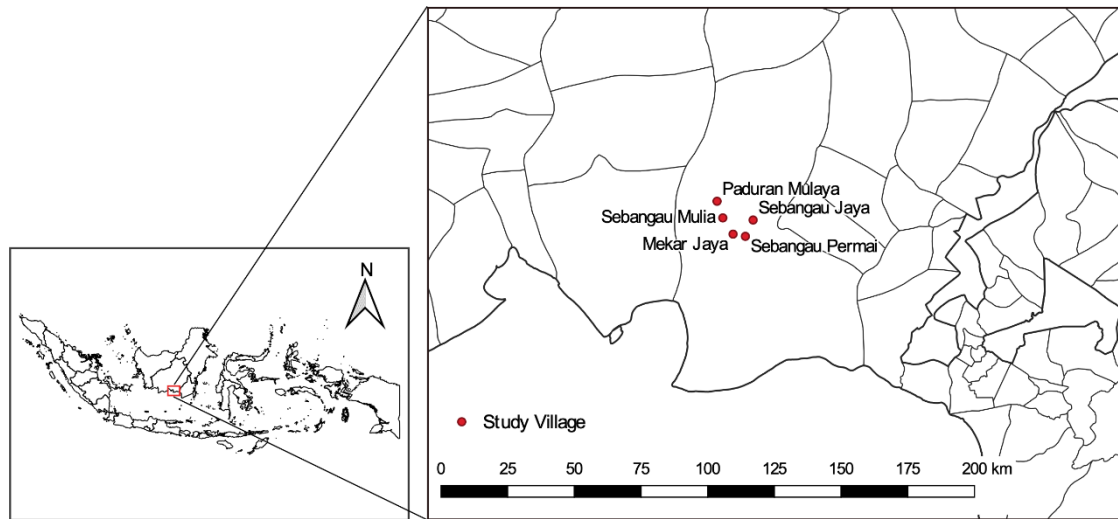 Paduran Mulaya
Sebangau Mulia
Sebangau Jaya
Mekar Jaya
Sebangau Permai
N
Study Village
0 25 50 75 100 125 150 175 200 km